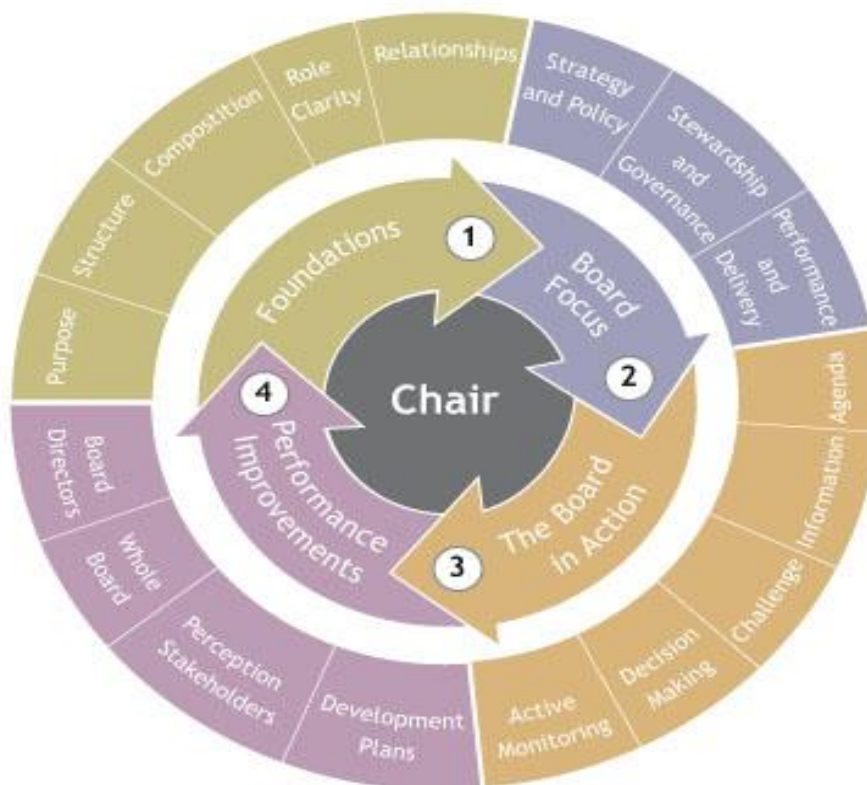 Chair
1
Foundations
2
Board
Focus
3
The Board
in Action
4
Performance
Improvements
Purpose
Structure
Compostition
Role
Clarity
Relationships
Strategy
and Policy
Stewardship
and
Governance
Performance
and
Delivery
Agenda
Information
Challenge
Decision
Making
Active
Monitoring
Development
Plans
Perception
Stakeholders
Whole
Board
Board
Directors